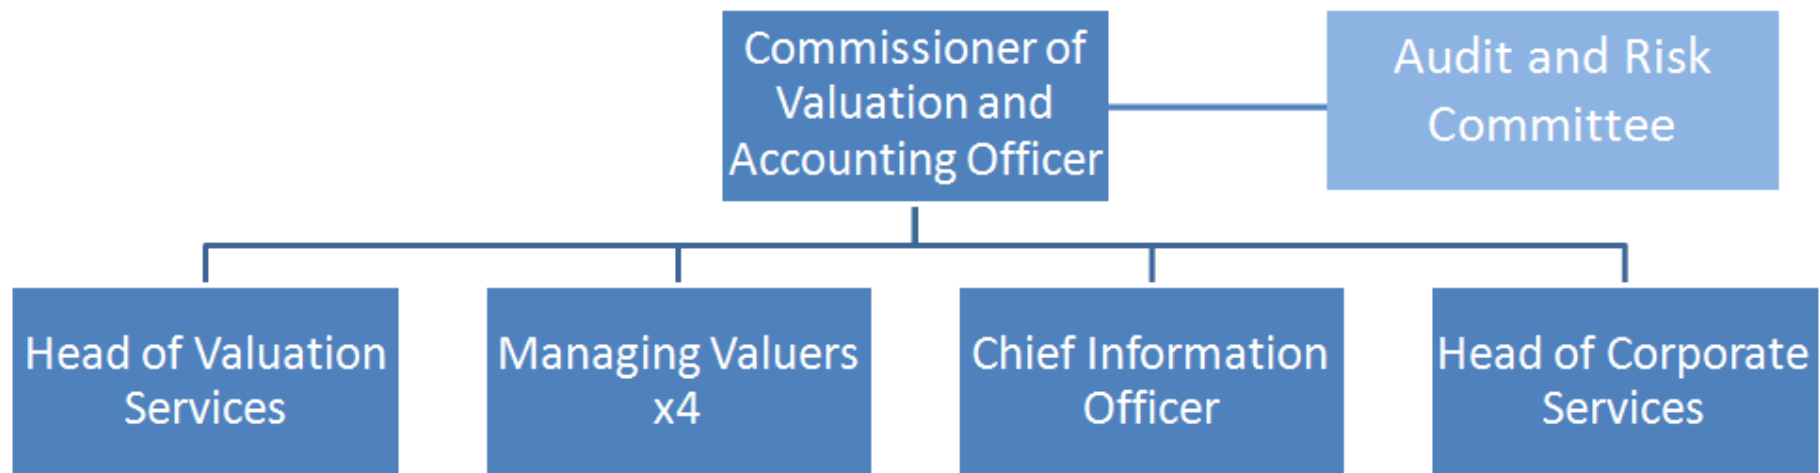 Commissioner of
Valuation and
Accounting Officer
Audit and Risk
Committee
Head of Valuation
Services
Managing Valuers
x4
Chief Information
Officer
Head of Corporate
Services